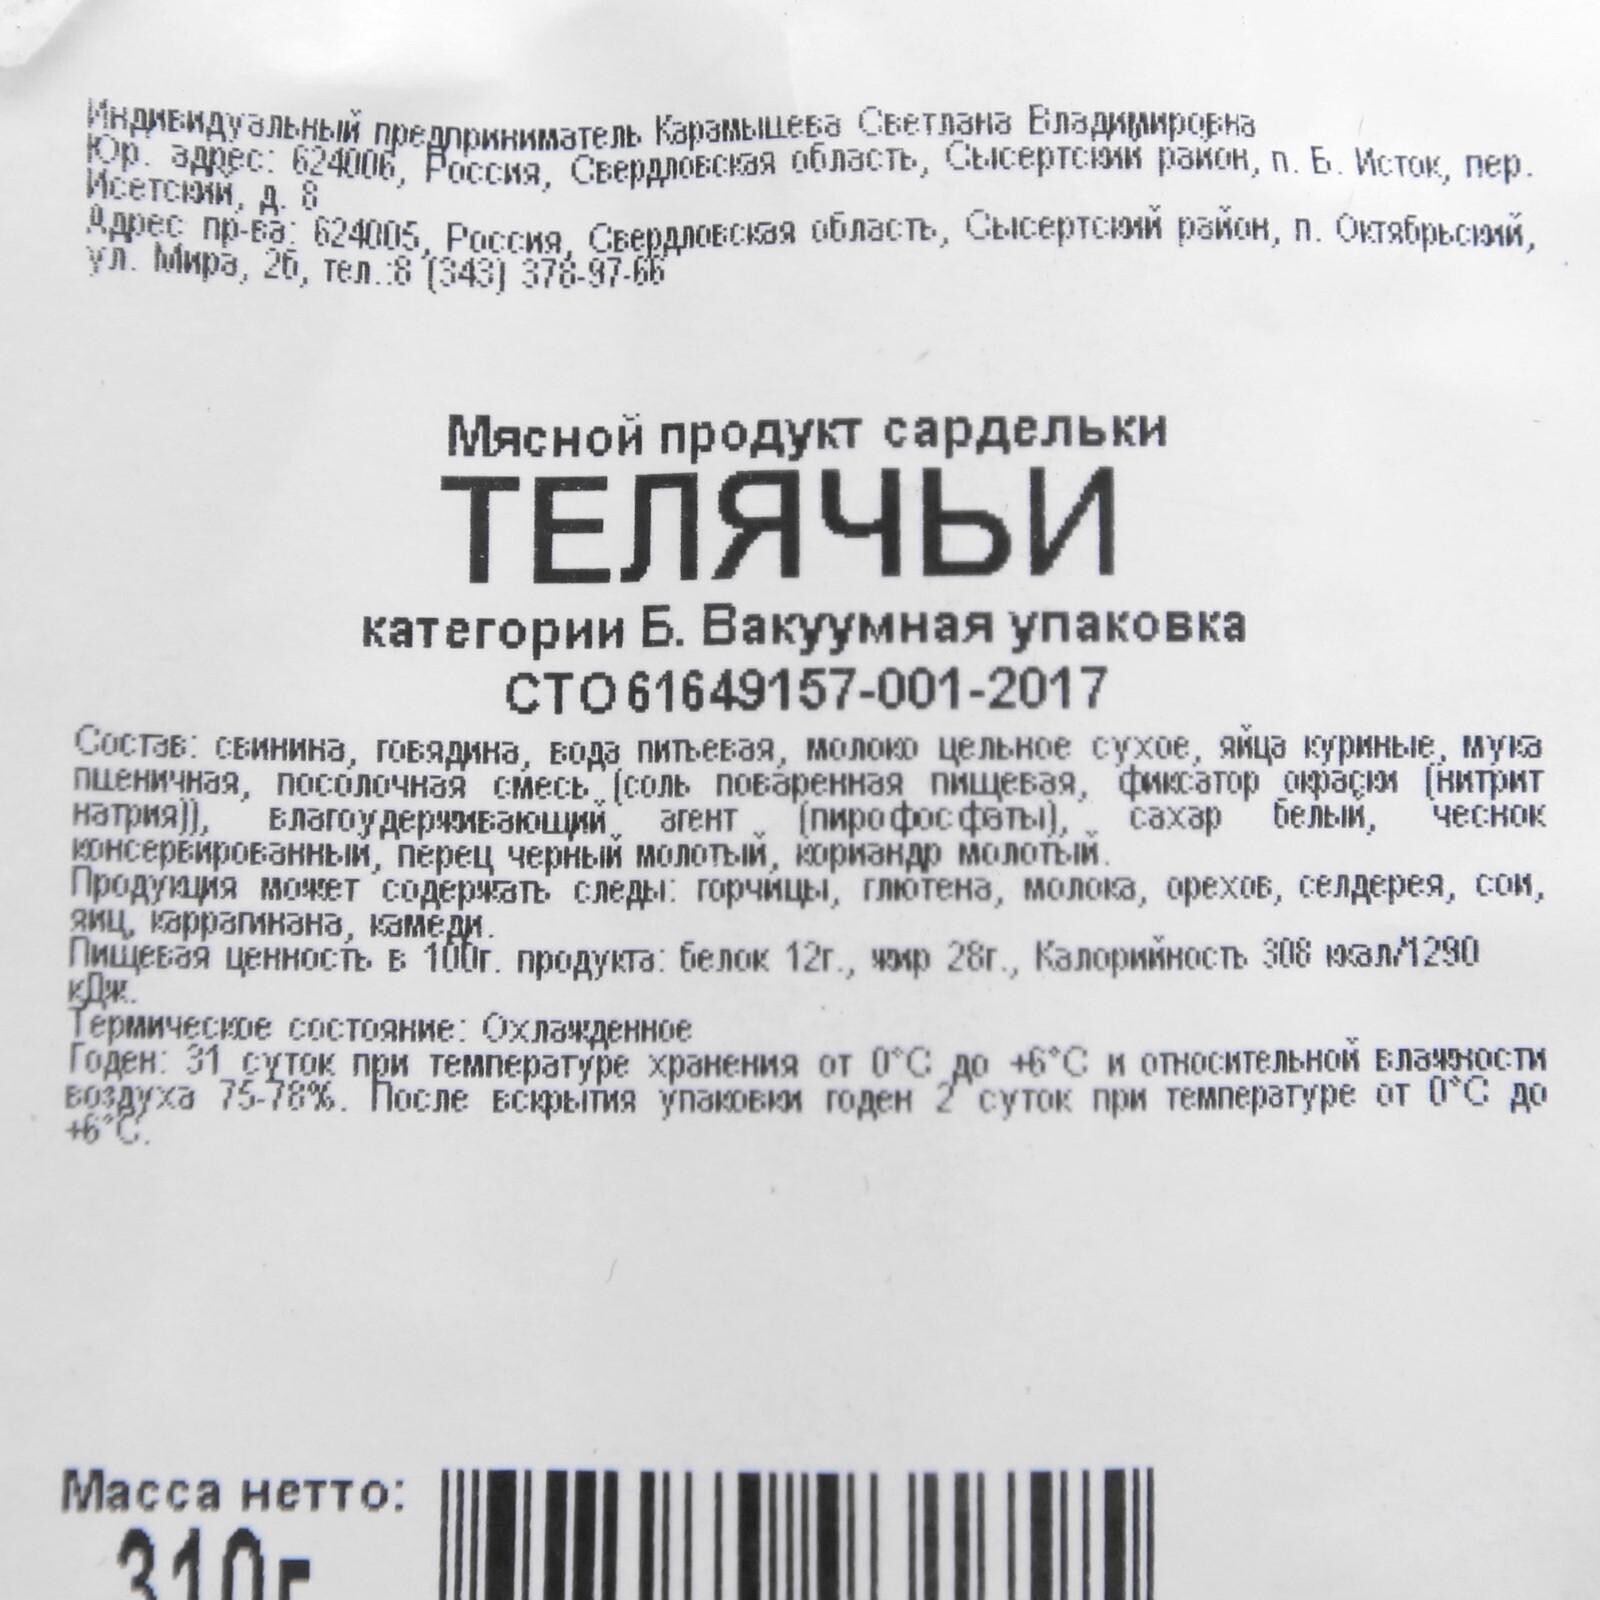 Индивидуальный предприниматель Карамышева Светлана Владимировна
Юр. адрес: 624006, Россия, Свердловская область, Сысертский район, п. Б. Исток, пер.
Исетский, д. 8
Адрес пр-ва: 624005, Россия, Свердловская область, Сысертский район, п. Октябрьский,
ул. Мира, 2б, тел.:8 (343) 378-97-66
Мясной продукт сардельки
ТЕЛЯЧЬИ
категории Б. Вакуумная упаковка
СТО 61649157-001-2017
Состав: свинина, говядина, вода питьевая, молоко цельное сухое, яйца куриные, мука
пшеничная, посолочная смесь (соль поваренная пищевая, фиксатор окраски (нитрит
натрия)), влагоудерживающий агент (пирофосфаты), сахар белый, чеснок
консервированный, перец черный молотый, кориандр молотый.
Продукция может содержать следы: горчицы, глютена, молока, орехов, селдерея, сои,
яиц, каррагинана, камеди.
Пищевая ценность в 100г. продукта: белок 12г., жир 28г., Калорийность 308 ккал/1290
кДж.
Термическое состояние: Охлажденное
Годен: 31 суток при температуре хранения от 0°C до +6°C и относительной влажности
воздуха 75-78%. После вскрытия упаковки годен 2 суток при температуре от 0°C до
+6°C.
Масса нетто:
310г